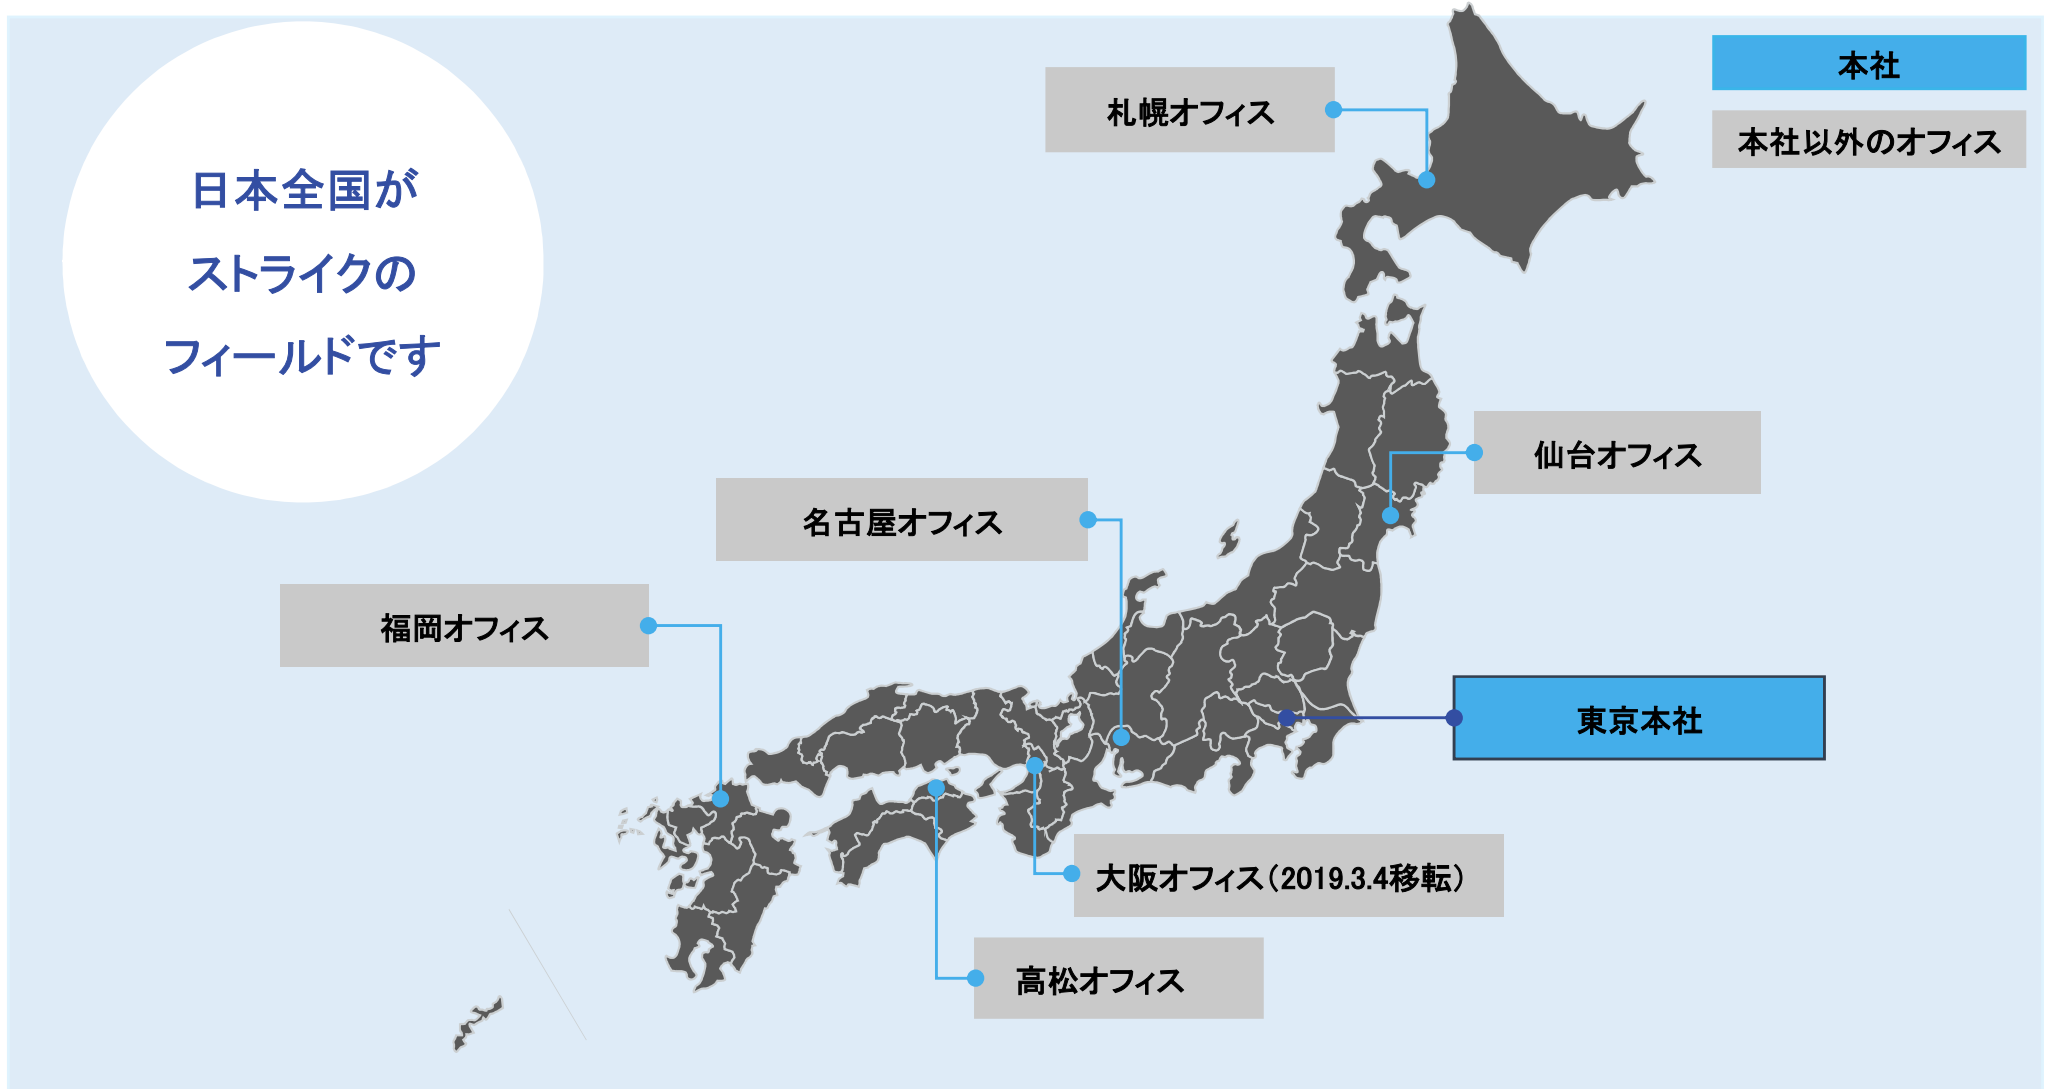 日本全国が
ストライクの
フィールドです
本社
本社以外のオフィス
札幌オフィス
仙台オフィス
名古屋オフィス
福岡オフィス
東京本社
大阪オフィス（2019.3.4移転）
高松オフィス